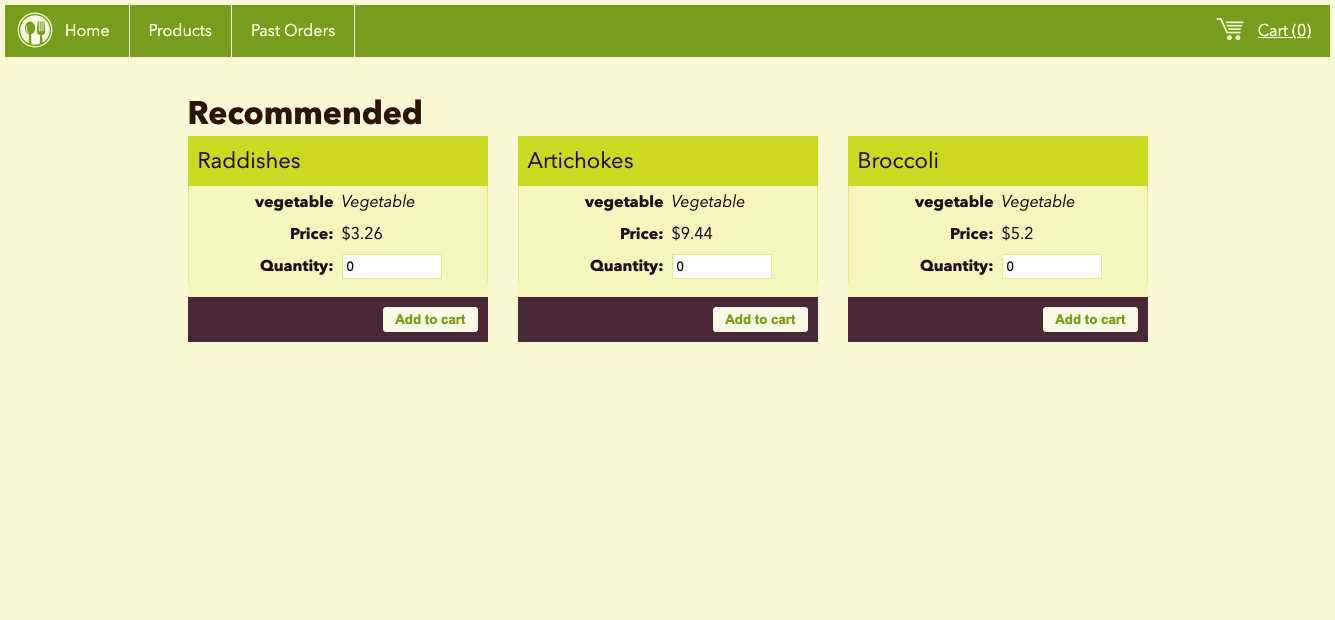 Home Products Past Orders Cart (0)
Recommended
Raddishes Artichokes Broccoli
vegetable Vegetable vegetable Vegetable vegetable Vegetable
Price: $3.26 Price: $9.44 Price: $5.2
Quantity: 0 Quantity: 0 Quantity: 0
Add to cart Add to cart Add to cart